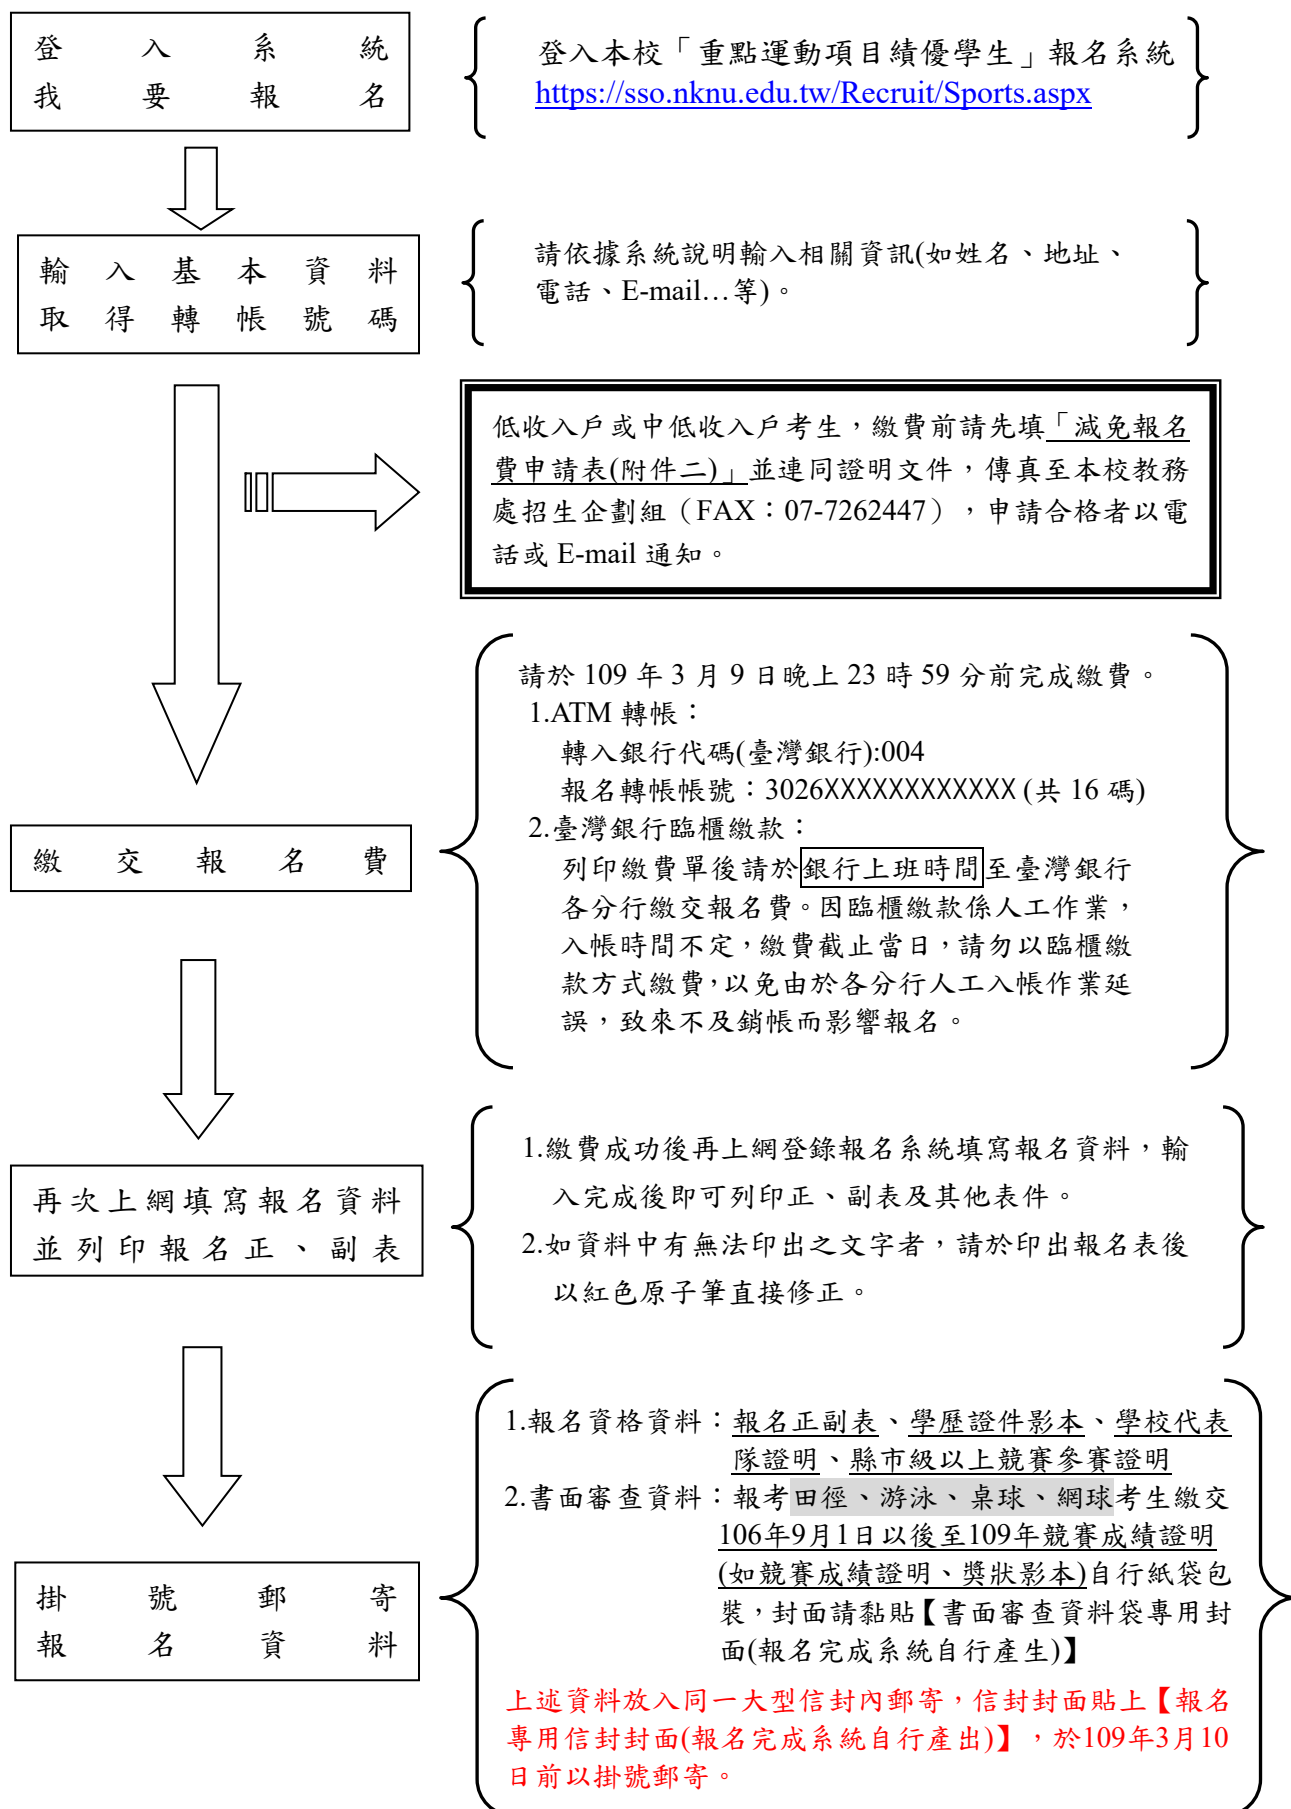 登入系統
我要報名
登入本校「重點運動項目績優學生」報名系統
https://sso.nknu.edu.tw/Recruit/Sports.aspx
輸入基本資料
取得轉帳號碼
請依據系統說明輸入相關資訊(如姓名、地址、
電話、E-mail…等)。
低收入戶或中低收入戶考生，繳費前請先填「減免報名
費申請表(附件二)」並連同證明文件，傳真至本校教務
處招生企劃組（FAX：07-7262447），申請合格者以電
話或 E-mail 通知。
繳交報名費
請於 109 年 3 月 9 日晚上 23 時 59 分前完成繳費。
1.ATM 轉帳：
轉入銀行代碼(臺灣銀行):004
報名轉帳帳號：3026XXXXXXXXXXXX (共 16 碼)
2.臺灣銀行臨櫃繳款：
列印繳費單後請於銀行上班時間至臺灣銀行
各分行繳交報名費。因臨櫃繳款係人工作業，
入帳時間不定，繳費截止當日，請勿以臨櫃繳
款方式繳費，以免由於各分行人工入帳作業延
誤，致來不及銷帳而影響報名。
再次上網填寫報名資料
並列印報名正、副表
1.繳費成功後再上網登錄報名系統填寫報名資料，輸
入完成後即可列印正、副表及其他表件。
2.如資料中有無法印出之文字者，請於印出報名表後
以紅色原子筆直接修正。
掛號郵寄
報名資料
1.報名資格資料：報名正副表、學歷證件影本、學校代表
隊證明、縣市級以上競賽參賽證明
2.書面審查資料：報考田徑、游泳、桌球、網球考生繳交
106年9月1日以後至109年競賽成績證明
(如競賽成績證明、獎狀影本)自行紙袋包
裝，封面請黏貼【書面審查資料袋專用封
面(報名完成系統自行產生)】
上述資料放入同一大型信封內郵寄，信封封面貼上【報名
專用信封封面(報名完成系統自行產出)】，於109年3月10
日前以掛號郵寄。